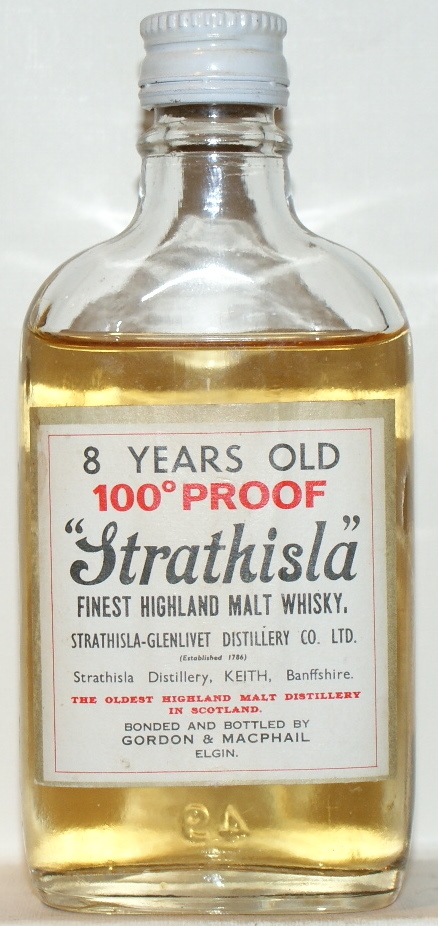 8 YEARS OLD
100° PROOF
"Strathisla"
FINEST HIGHLAND MALT WHISKY.
STRATHISLA-GLENLIVET DISTILLERY CO. LTD.
(Established 1786)
Strathisla Distillery, KEITH, Banffshire.
THE OLDEST HIGHLAND MALT DISTILLERY
IN SCOTLAND.
BONDED AND BOTTLED BY
GORDON & MACPHAIL
ELGIN.